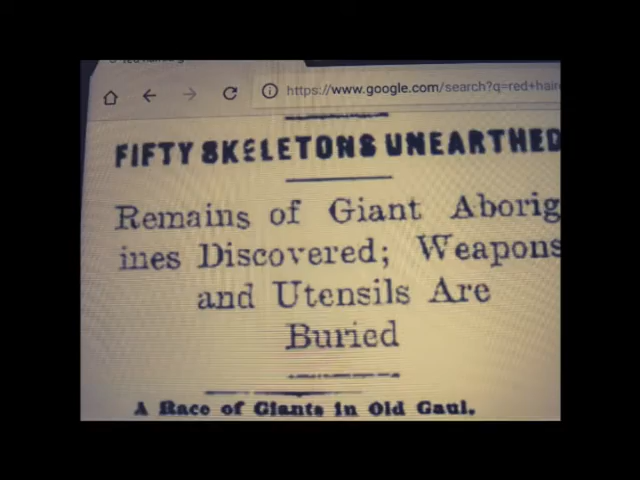 https://www.google.com/search?q=red+hair
FIFTY SKELETONS UNEARTHED
Remains of Giant Aborig
ines Discovered; Weapons
and Utensils Are
Buried
A Race of Giants in Old Gaul.